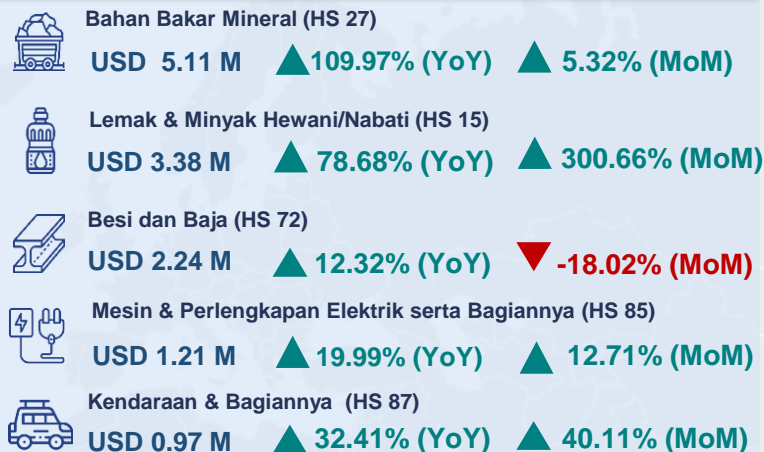 Bahan Bakar Mineral (HS 27)
USD 5.11 M ▲109.97% (YoY) ▲ 5.32% (MoM)
Lemak & Minyak Hewani/Nabati (HS 15)
USD 3.38 M ▲ 78.68% (YoY) ▲ 300.66% (MoM)
Besi dan Baja (HS 72)
USD 2.24 M ▲ 12.32% (YoY) ▼ -18.02% (MoM)
Mesin & Perlengkapan Elektrik serta Bagiannya (HS 85)
USD 1.21 M ▲ 19.99% (YoY) ▲ 12.71% (MoM)
Kendaraan & Bagiannya (HS 87)
USD 0.97 M ▲ 32.41% (YoY) ▲ 40.11% (MoM)